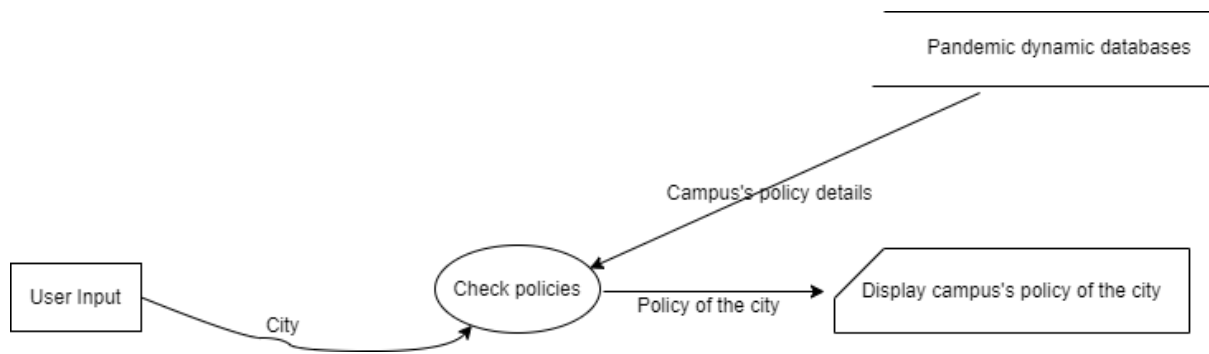 Pandemic dynamic databases
Campus's policy details
User Input
City
Check policies
Policy of the city
Display campus's policy of the city